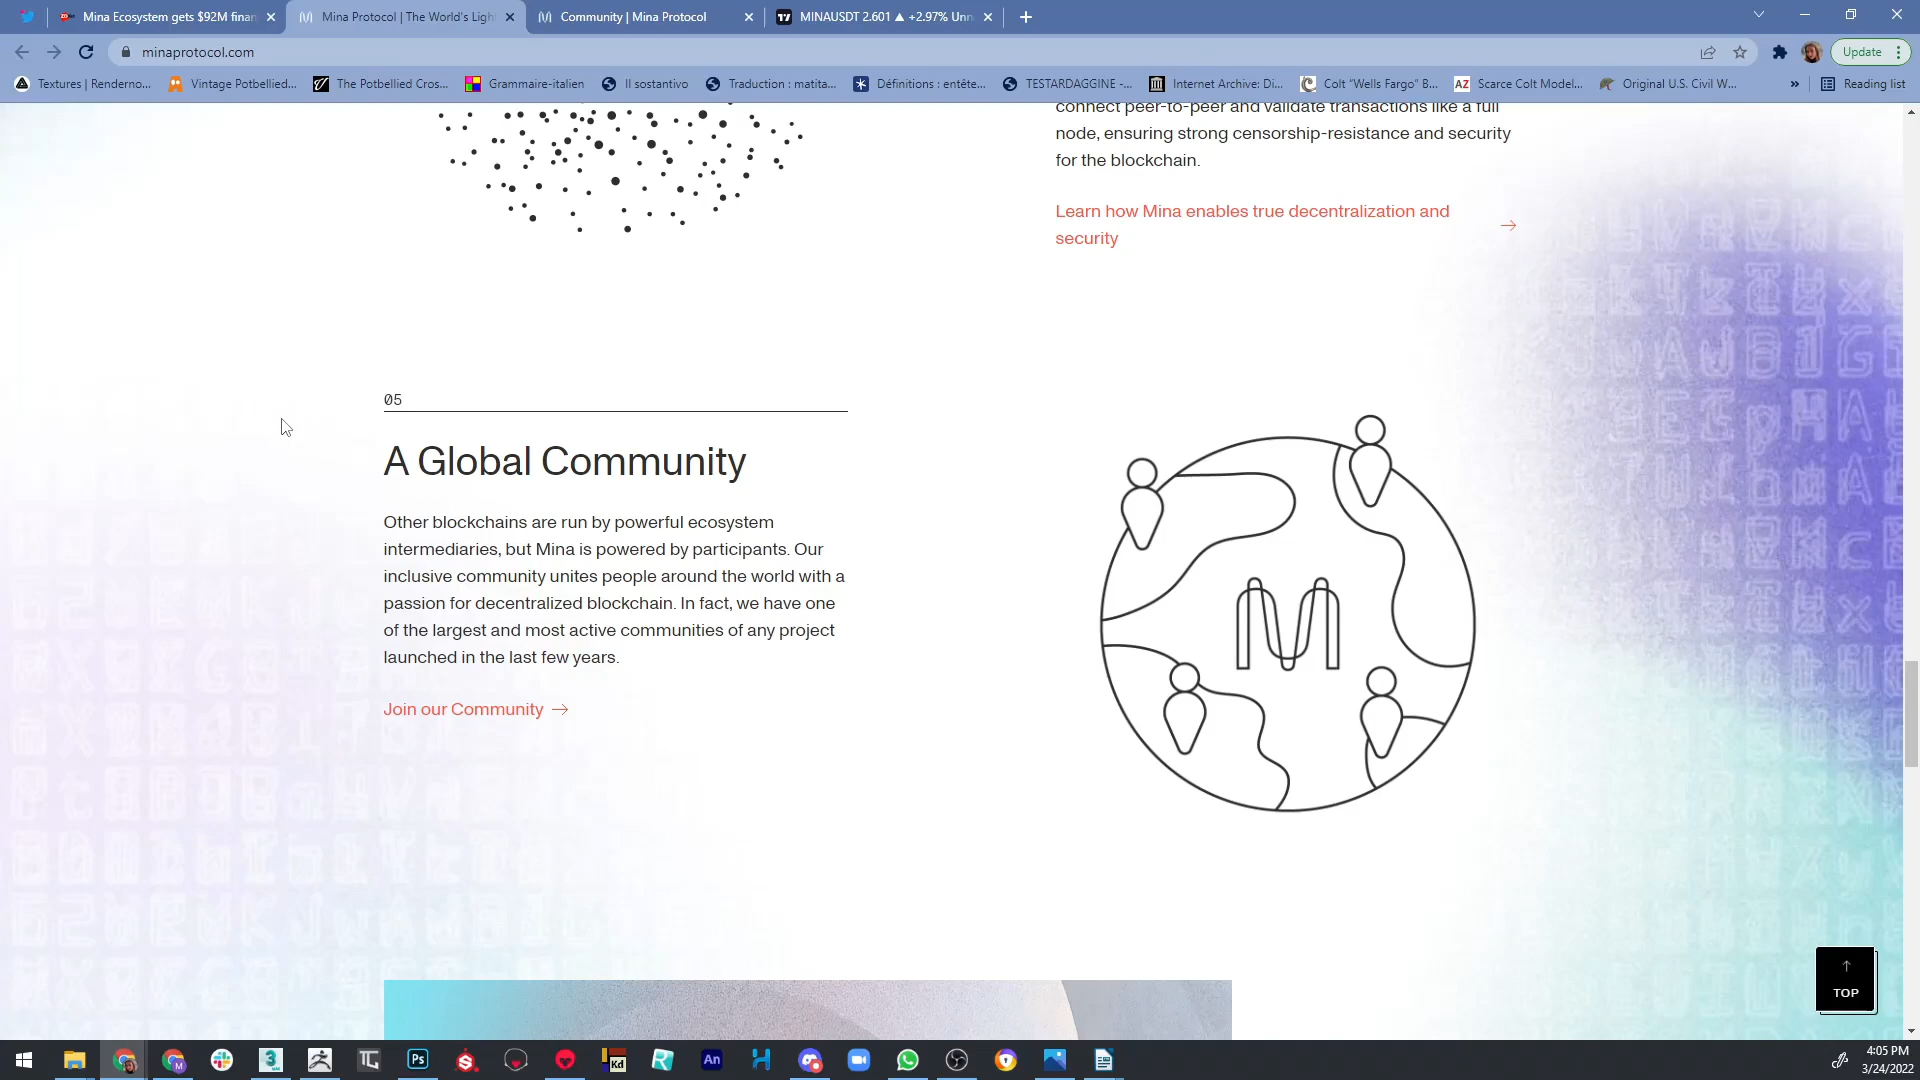 Mina Ecosystem gets $92M finan
Mina Protocol | The World's Ligh
Community | Mina Protocol
MINAUSDT 2.601 ▲ +2.97% Unn
minaprotocol.com
Update
Textures | Renderno...
Vintage Potbellied...
The Potbellied Cros...
Grammaire-italien
Il sostantivo
Traduction : matita...
Définitions : entête...
TESTARDAGGINE -...
Internet Archive: Di...
Colt "Wells Fargo" B...
Scarce Colt Model...
Original U.S. Civil W...
»
Reading list
connect peer-to-peer and validate transactions like a full
node, ensuring strong censorship-resistance and security
for the blockchain.
Learn how Mina enables true decentralization and
security
05
A Global Community
Other blockchains are run by powerful ecosystem
intermediaries, but Mina is powered by participants. Our
inclusive community unites people around the world with a
passion for decentralized blockchain. In fact, we have one
of the largest and most active communities of any project
launched in the last few years.
Join our Community →
M
TOP
4:05 PM
3/24/2022